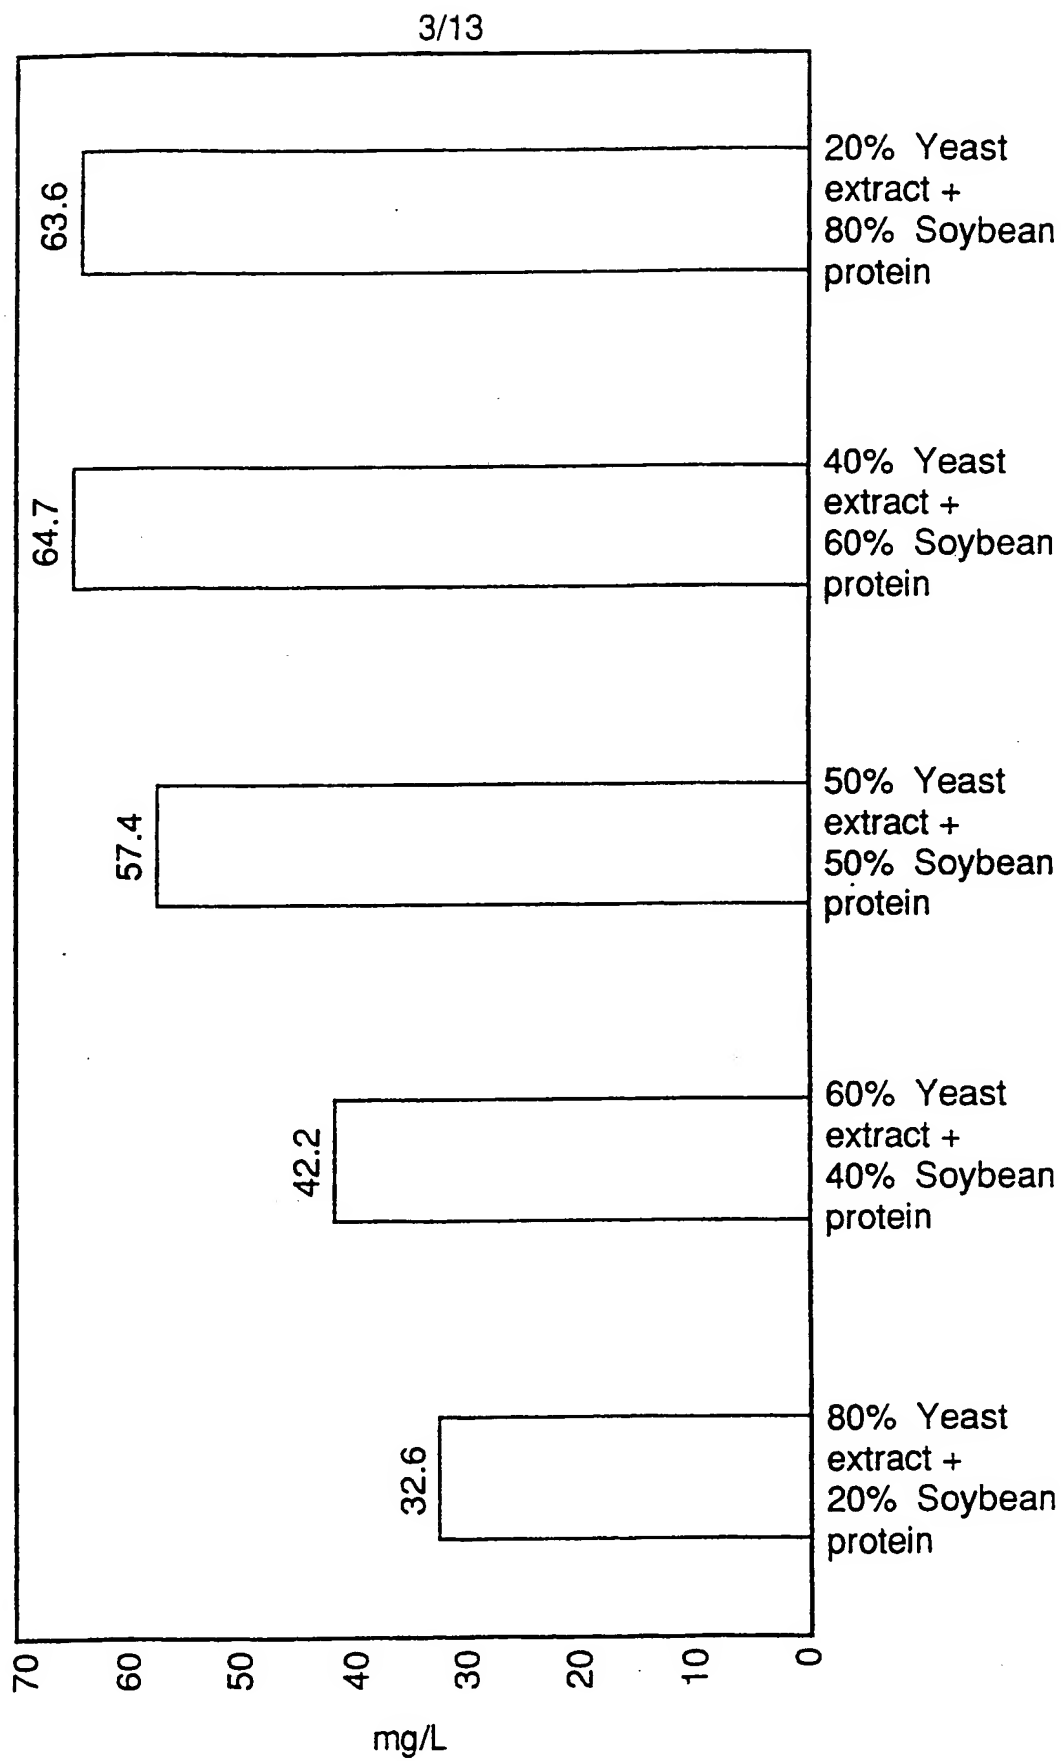 3/13
63.6
20% Yeast
extract +
80% Soybean
protein
64.7
40% Yeast
extract +
60% Soybean
protein
57.4
50% Yeast
extract +
50% Soybean
protein
42.2
60% Yeast
extract +
40% Soybean
protein
32.6
80% Yeast
extract +
20% Soybean
protein
70
60
50
40
30
20
10
0
mg/L